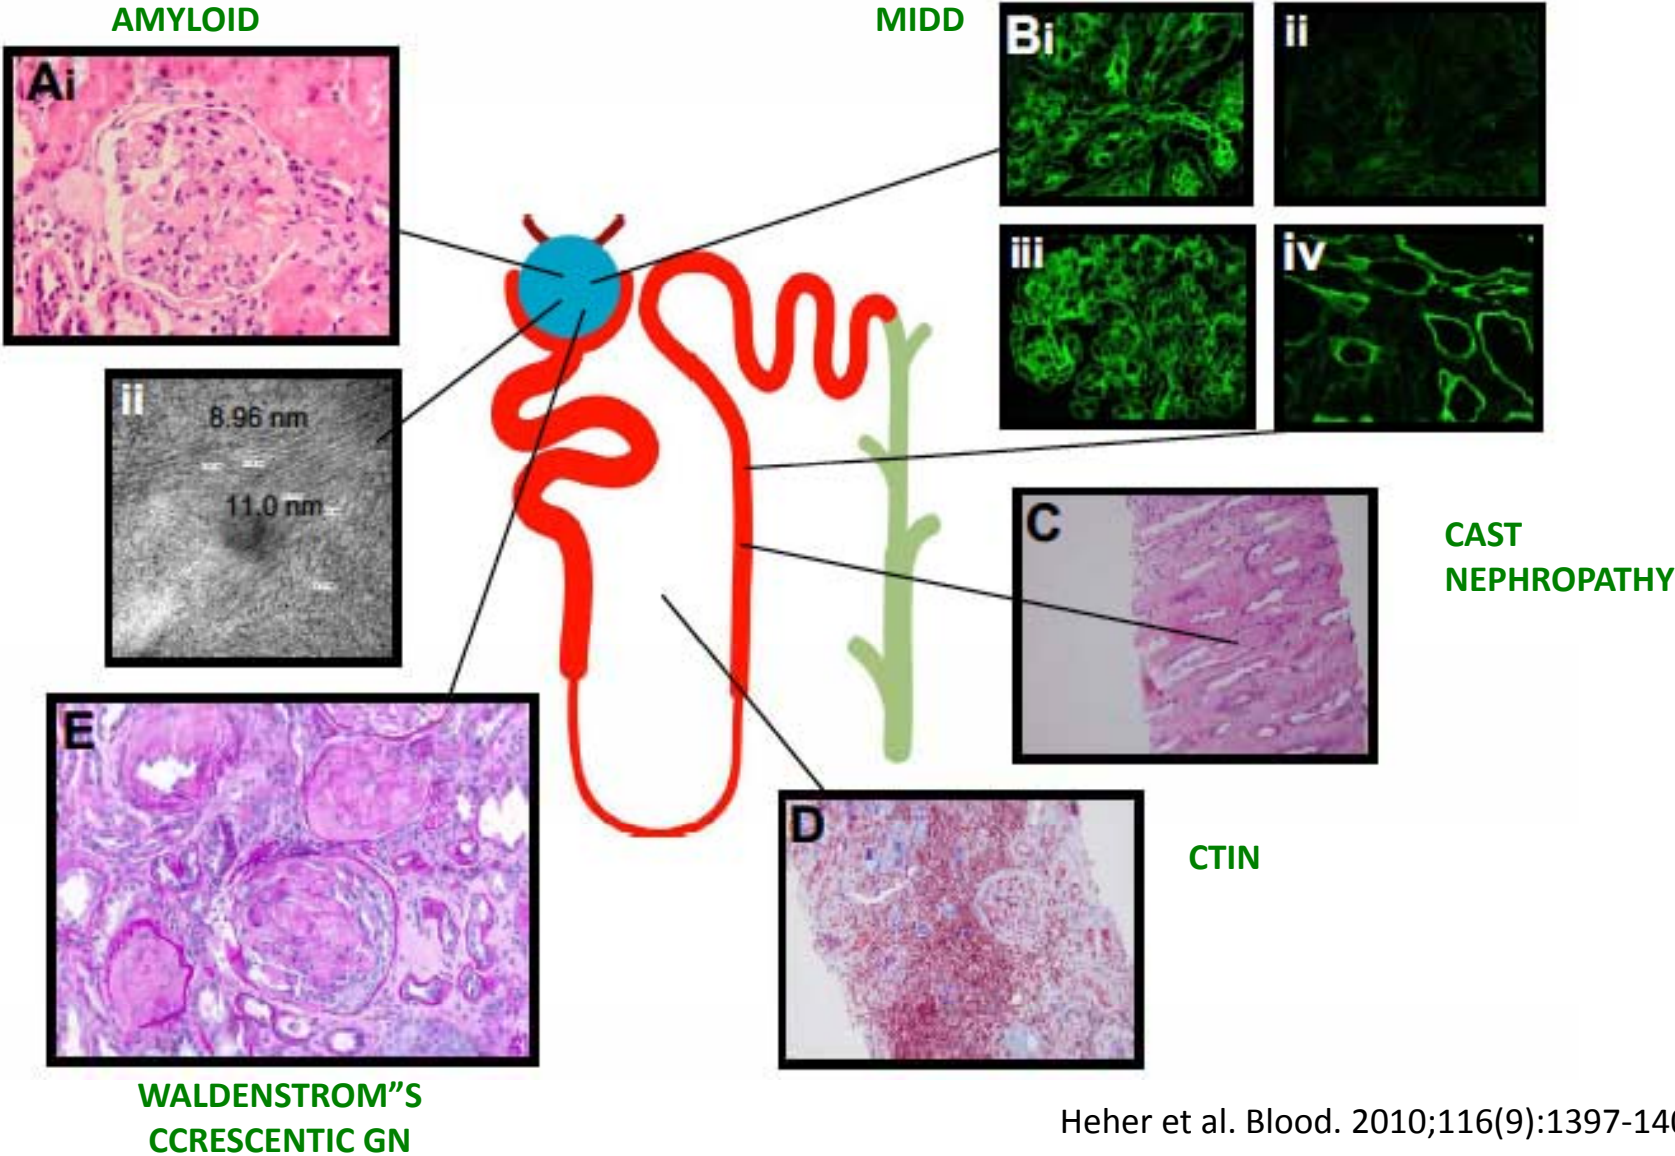 AMYLOID
MIDD
Ai
Bi
ii
iii
iv
ii
8.96 nm
11.0 nm
C
CAST
NEPHROPATHY
E
D
CTIN
WALDENSTROM”S
CCRESCENTIC GN
Heher et al. Blood. 2010;116(9):1397-140